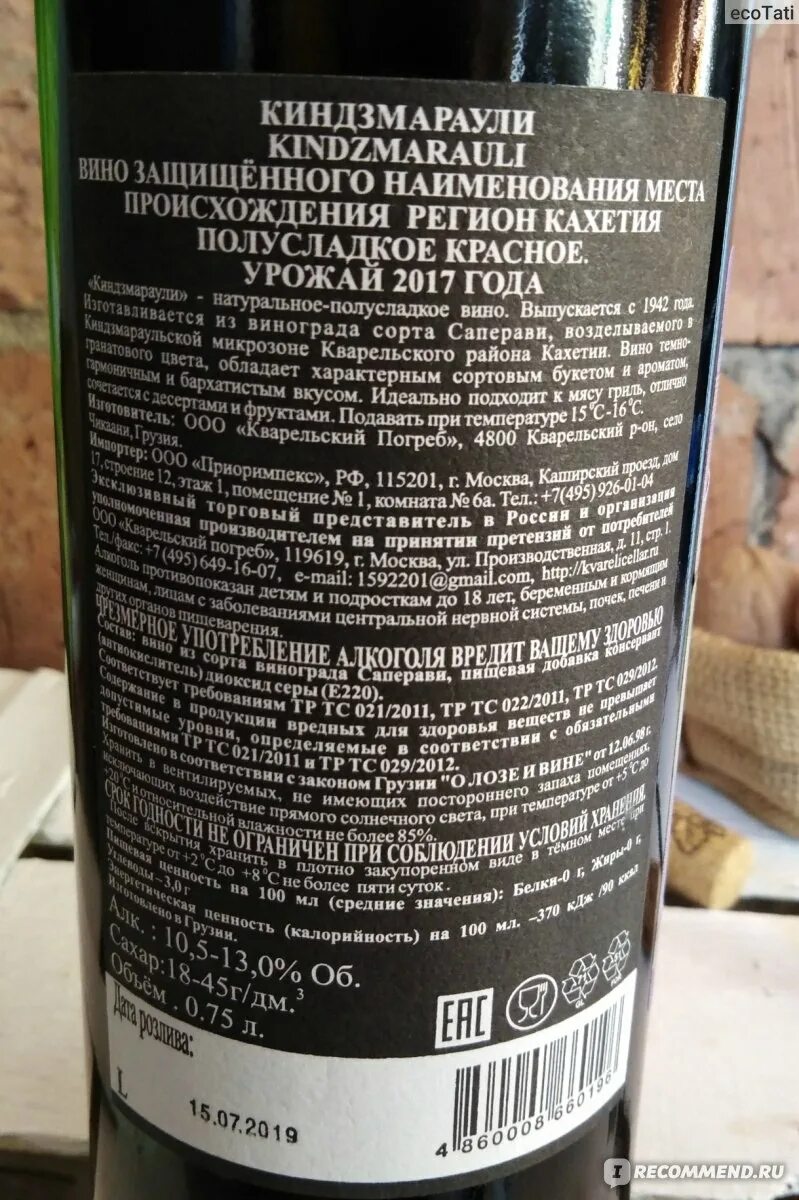 ecoTati
КИНДЗМАРАУЛИ
KINDZMARAULI
ВИНО ЗАЩИЩЁННОГО НАИМЕНОВАНИЯ МЕСТА
ПРОИСХОЖДЕНИЯ РЕГИОН КАХЕТИЯ
ПОЛУСЛАДКОЕ КРАСНОЕ.
УРОЖАЙ 2017 ГОДА
«Киндзмараули» - натуральное-полусладкое вино. Выпускается с 1942 года.
Изготавливается из винограда сорта Саперави, возделываемого в
Киндзмараульской микрозоне Кварельского района Кахетии. Вино темно-
гранатового цвета, обладает характерным сортовым букетом и ароматом,
гармоничным и бархатистым вкусом. Идеально подходит к мясу гриль, отлично
сочетается с десертами и фруктами. Подавать при температуре 15°C-16°C.
Изготовитель: ООО «Кварельский Погреб», 4800 Кварельский р-он, село
Чикаани, Грузия.
Импортер: ООО «Приоримпекс», РФ, 115201, г. Москва, Каширский проезд, дом
17, строение 12, этаж 1, помещение № 1, комната № 6а. Тел.: +7(495) 926-01-04
Эксклюзивный торговый представитель в России и организация
уполномоченная производителем на принятин претензий от потребителей
ООО «Кварельский погреб», 119619, г. Москва, ул. Производственная, д. 11, стр. 1.
Тел./факс: +7 (495) 649-16-07, e-mail: 1592201@gmail.com, http://kvarelicellar.ru
Алкоголь противопоказан детям и подросткам до 18 лет, беременным и кормящим
женщинам, лицам с заболеваниями центральной нервной системы, почек, печени и
других органов пищеварения.
ЧРЕЗМЕРНОЕ УПОТРЕБЛЕНИЕ АЛКОГОЛЯ ВРЕДИТ ВАЩЕМУ ЗДОРОВЬЮ
Состав: вино из сорта винограда Саперави, пищевая добавка консервант
(антиокислитель) диоксид серы (Е220).
Соответствует требованиям ТР ТС 021/2011, ТР ТС 022/2011, ТР ТС 029/2012.
Содержание в продукции вредных для здоровья веществ не превышает
допустимые уровни, определяемые в соответствии с обязательными
требованиями ТР ТС 021/2011 и ТР ТС 029/2012.
Изготовлено в соответствии с законом Грузии "О ЛОЗЕ И ВИНЕ" от 12.06.98 г.
Хранить в вентилируемых, не имеющих постороннего запаха помещениях,
исключающих воздействие прямого солнечного света, при температуре от +5 °C до
+20°C и относительной влажности не более 85%.
СРОК ГОДНОСТИ НЕ ОГРАНИЧЕН ПРИ СОБЛЮДЕНИИ УСЛОВИЙ ХРАНЕНИЯ.
После вскрытия хранить в плотно закупоренном виде в тёмном месте при
температуре от +2°C до +8°C не более пяти суток.
Пищевая ценность на 100 мл (средние значения): Белки-0 г, Жиры-0 г,
Углеводы – 3,0 г
Энергетическая ценность (калорийность) на 100 мл. –370 кДж /90 ккал
Изготовлено в Грузии.
Алк. : 10,5-13,0% Об.
Сахар:18-45г/дм.³
Объём . 0.75 л.
EAC
Дата розлива:
L
15.07.2019
4 860008 660196
RECOMMEND.RU